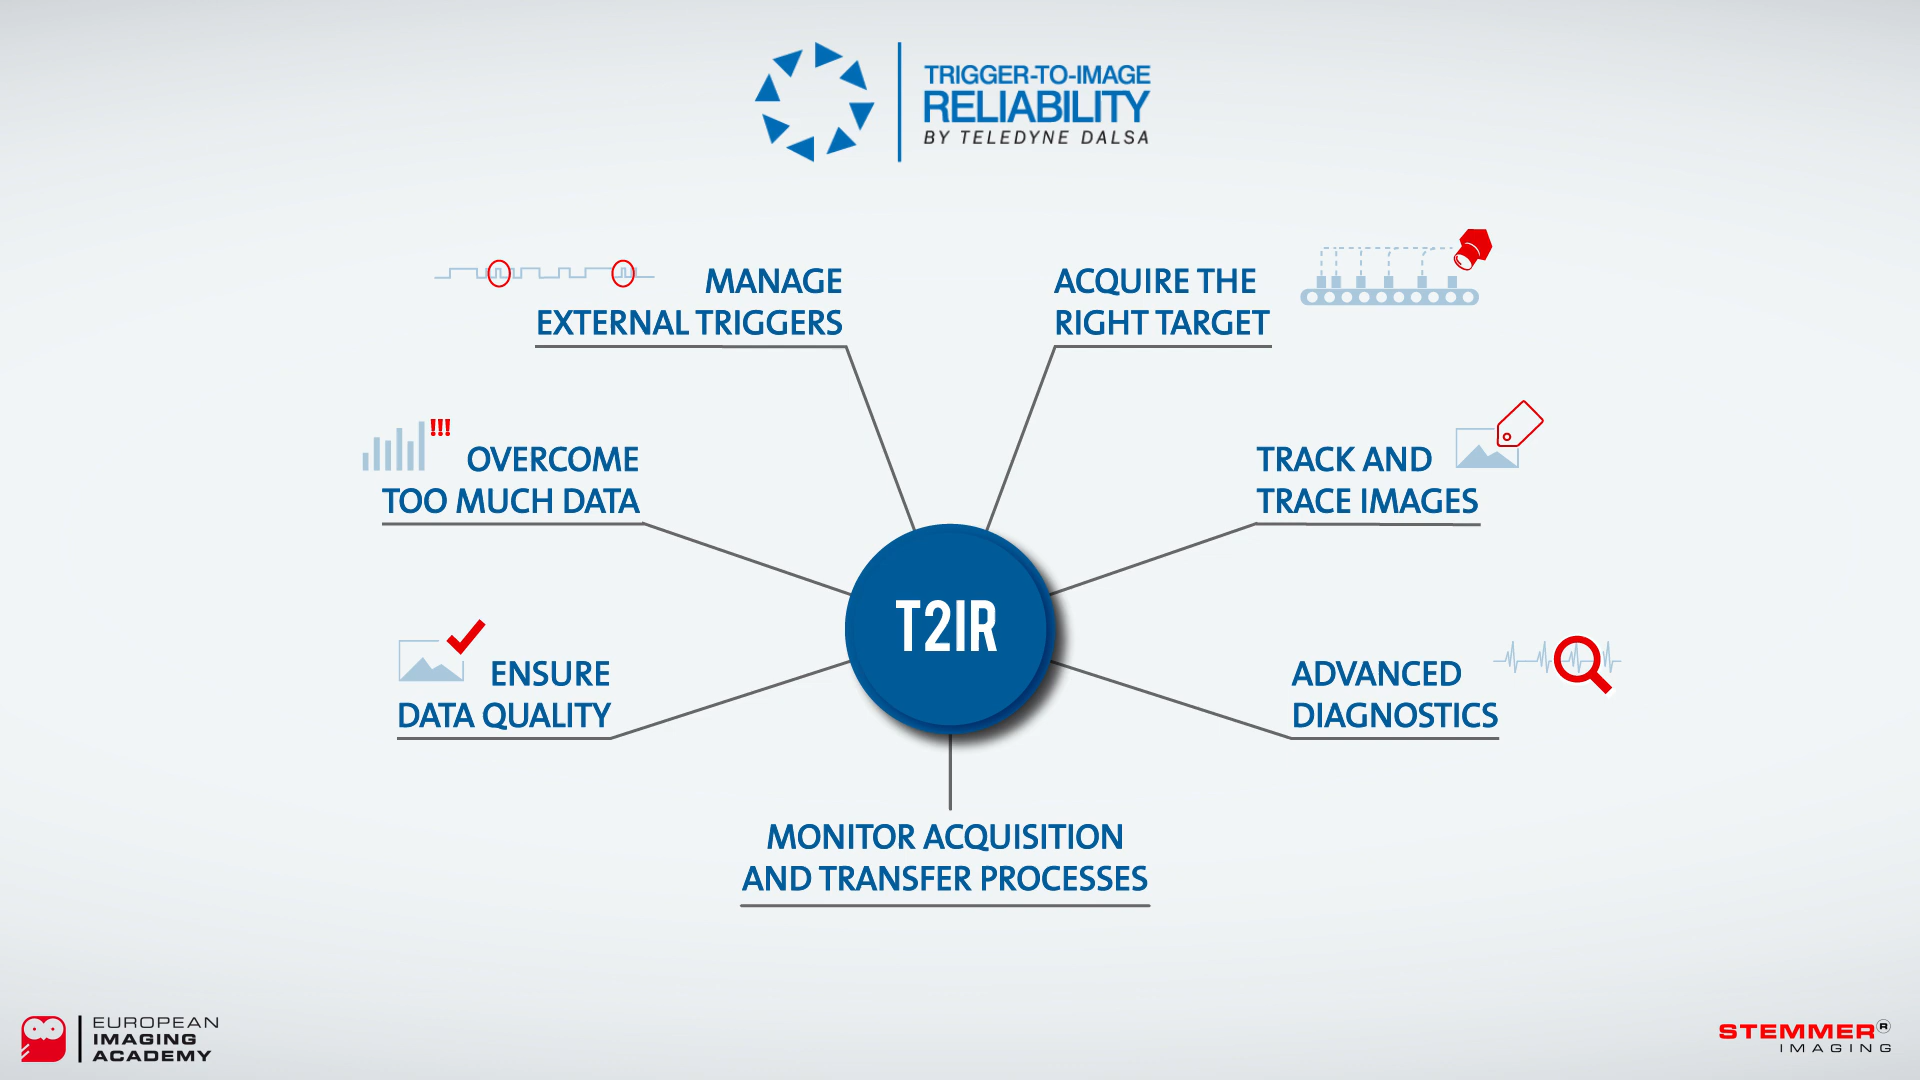 TRIGGER-TO-IMAGE
RELIABILITY
BY TELEDYNE DALSA
MANAGE
EXTERNAL TRIGGERS
ACQUIRE THE
RIGHT TARGET
!!!
OVERCOME
TOO MUCH DATA
TRACK AND
TRACE IMAGES
T2IR
ENSURE
DATA QUALITY
ADVANCED
DIAGNOSTICS
MONITOR ACQUISITION
AND TRANSFER PROCESSES
EUROPEAN
IMAGING
ACADEMY
STEMMER®
IMAGING